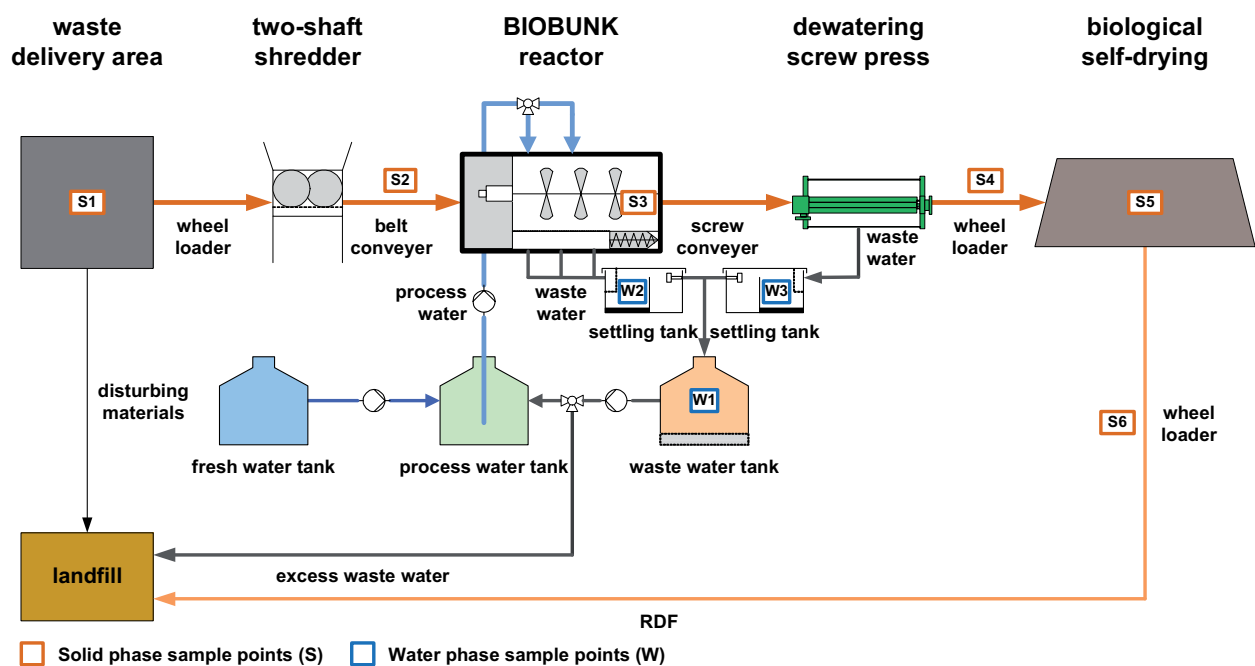 waste
delivery area
two-shaft
shredder
BIOBUNK
reactor
dewatering
screw press
biological
self-drying
S1
S2
S3
S4
S5
wheel
loader
belt
conveyer
screw
conveyer
waste
water
wheel
loader
process
water
waste
water
W2
W3
settling tank
settling tank
disturbing
materials
W1
S6
wheel
loader
fresh water tank
process water tank
waste water tank
landfill
excess waste water
RDF
Solid phase sample points (S)
Water phase sample points (W)